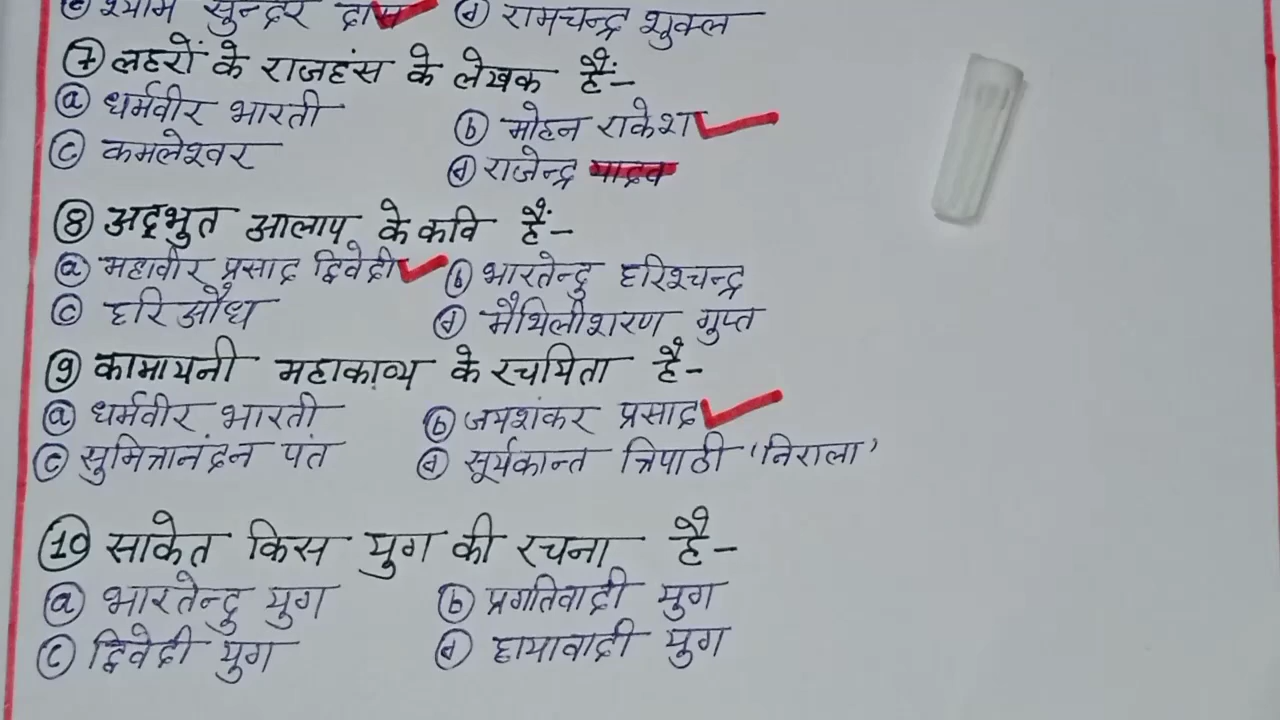 c श्याम सुन्दर दास d रामचन्द्र शुक्ल
7 लहरों के राजहंस के लेखक हैं-
a धर्मवीर भारती b मोहन राकेश
c कमलेश्वर d राजेन्द्र यादव
8 अद्भुत आलाप के कवि हैं-
a महावीर प्रसाद द्विवेदी b भारतेन्दु हरिश्चन्द्र
c हरिऔध d मैथिलीशरण गुप्त
9 कामायनी महाकाव्य के रचयिता है-
a धर्मवीर भारती b जयशंकर प्रसाद
c सुमित्रानंदन पंत d सूर्यकान्त त्रिपाठी 'निराला'
10 साकेत किस युग की रचना है-
a भारतेन्दु युग b प्रगतिवादी युग
c द्विवेदी युग d छायावादी युग